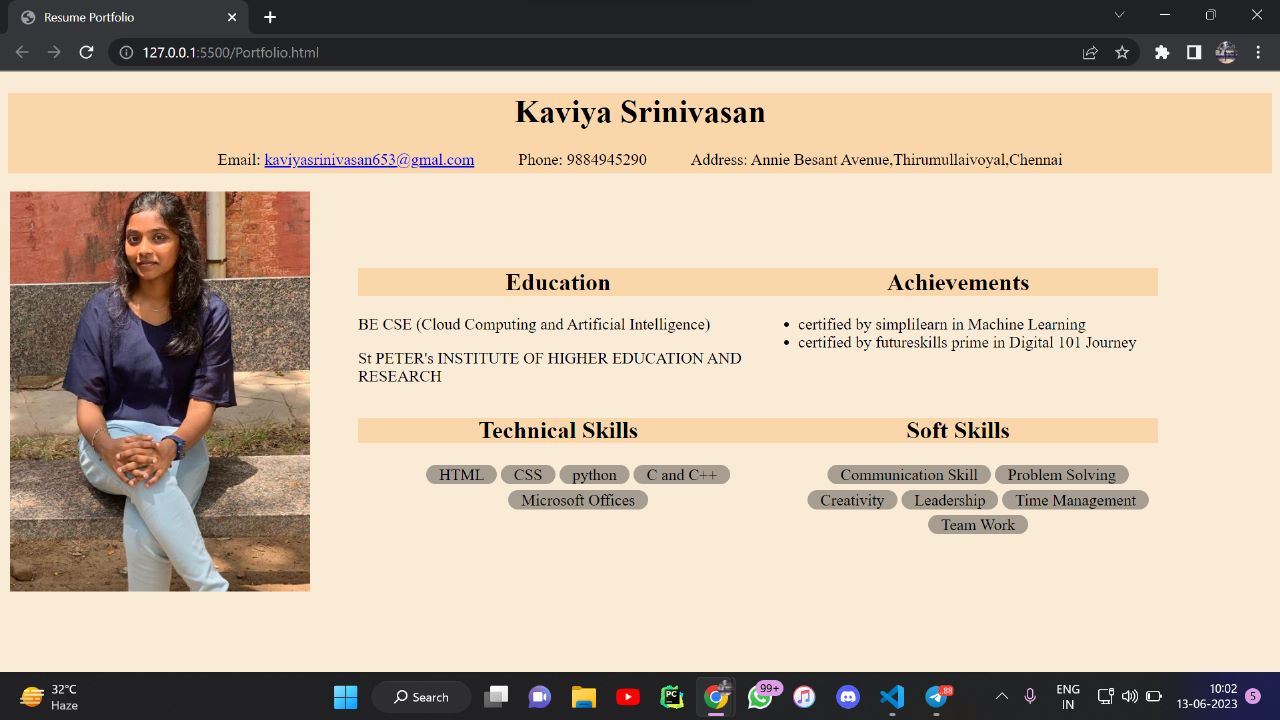 Resume Portfolio
127.0.0.1:5500/Portfolio.html
Kaviya Srinivasan
Email: kaviyasrinivasan653@gmal.com Phone: 9884945290 Address: Annie Besant Avenue,Thirumullaivoyal,Chennai
Education
BE CSE (Cloud Computing and Artificial Intelligence)
St PETER's INSTITUTE OF HIGHER EDUCATION AND
RESEARCH
Achievements
certified by simplilearn in Machine Learning
certified by futureskills prime in Digital 101 Journey
Technical Skills
HTML CSS python C and C++
Microsoft Offices
Soft Skills
Communication Skill Problem Solving
Creativity Leadership Time Management
Team Work
32°C
Haze
Search
PC
99+
.88
ENG
IN
10:02
13-06-2023
5